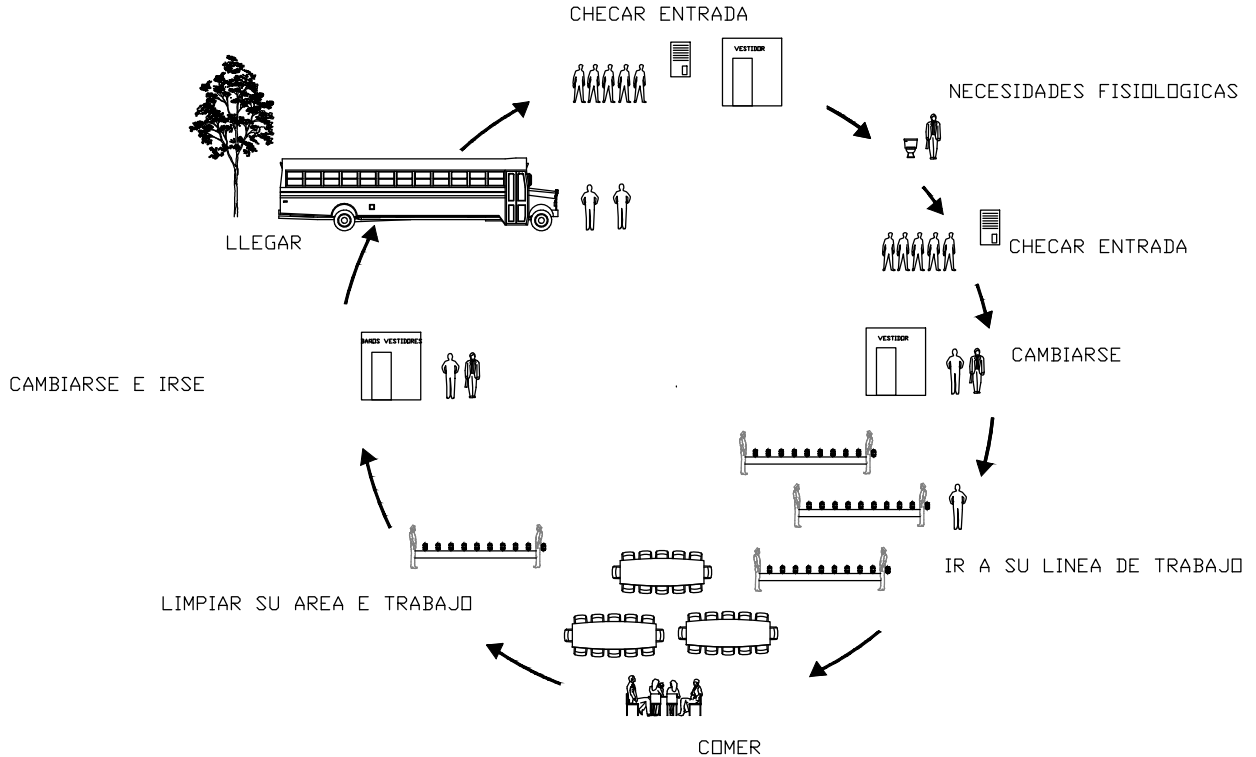 CHECAR ENTRADA
VESTIDOR
NECESIDADES FISIOLOGICAS
CHECAR ENTRADA
VESTIDOR
CAMBIARSE
IR A SU LINEA DE TRABAJO
COMER
LIMPIAR SU AREA E TRABAJO
BAÑOS VESTIDORES
CAMBIARSE E IRSE
LLEGAR